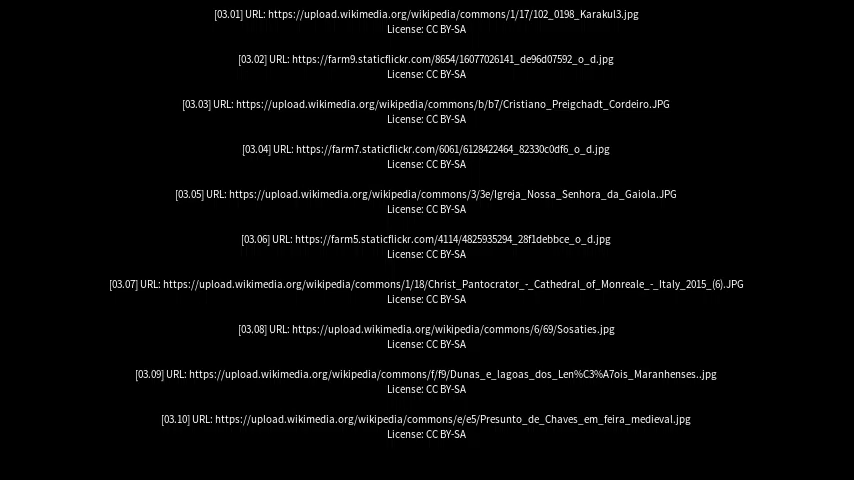 [03.01] URL: https://upload.wikimedia.org/wikipedia/commons/1/17/102_0198_Karakul3.jpg
License: CC BY-SA
[03.02] URL: https://farm9.staticflickr.com/8654/16077026141_de96d07592_o_d.jpg
License: CC BY-SA
[03.03] URL: https://upload.wikimedia.org/wikipedia/commons/b/b7/Cristiano_Preigchadt_Cordeiro.JPG
License: CC BY-SA
[03.04] URL: https://farm7.staticflickr.com/6061/6128422464_82330c0df6_o_d.jpg
License: CC BY-SA
[03.05] URL: https://upload.wikimedia.org/wikipedia/commons/3/3e/Igreja_Nossa_Senhora_da_Gaiola.JPG
License: CC BY-SA
[03.06] URL: https://farm5.staticflickr.com/4114/4825935294_28f1debbce_o_d.jpg
License: CC BY-SA
[03.07] URL: https://upload.wikimedia.org/wikipedia/commons/1/18/Christ_Pantocrator_-_Cathedral_of_Monreale_-_Italy_2015_(6).JPG
License: CC BY-SA
[03.08] URL: https://upload.wikimedia.org/wikipedia/commons/6/69/Sosaties.jpg
License: CC BY-SA
[03.09] URL: https://upload.wikimedia.org/wikipedia/commons/f/f9/Dunas_e_lagoas_dos_Len%C3%A7ois_Maranhenses..jpg
License: CC BY-SA
[03.10] URL: https://upload.wikimedia.org/wikipedia/commons/e/e5/Presunto_de_Chaves_em_feira_medieval.jpg
License: CC BY-SA